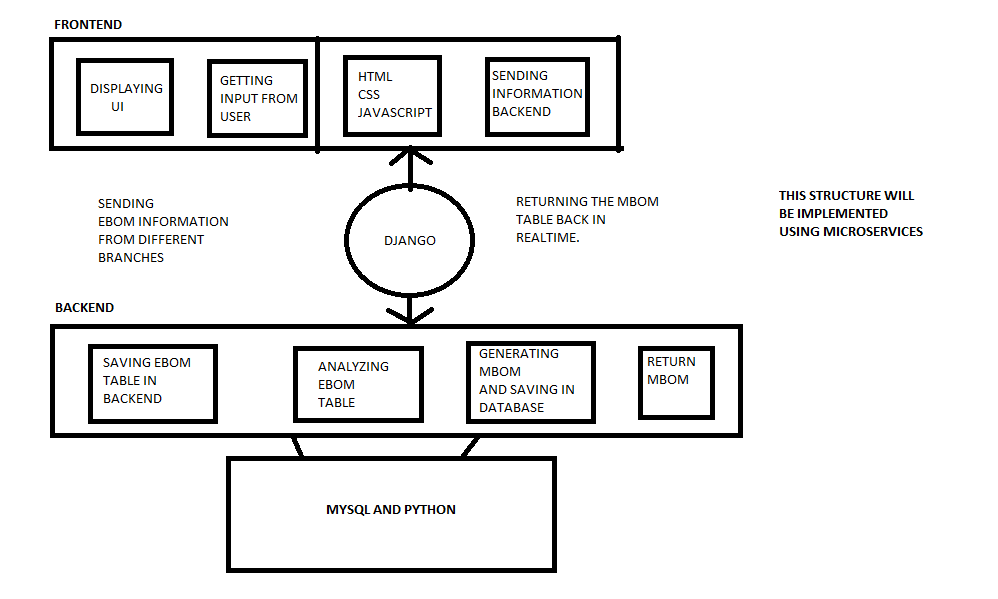 FRONTEND
DISPLAYING
UI
GETTING
INPUT FROM
USER
HTML
CSS
JAVASCRIPT
SENDING
INFORMATION
BACKEND
SENDING
EBOM INFORMATION
FROM DIFFERENT
BRANCHES
DJANGO
RETURNING THE MBOM
TABLE BACK IN
REALTIME.
THIS STRUCTURE WILL
BE IMPLEMENTED
USING MICROSERVICES
BACKEND
SAVING EBOM
TABLE IN
BACKEND
ANALYZING
EBOM
TABLE
GENERATING
MBOM
AND SAVING IN
DATABASE
RETURN
MBOM
MYSQL AND PYTHON